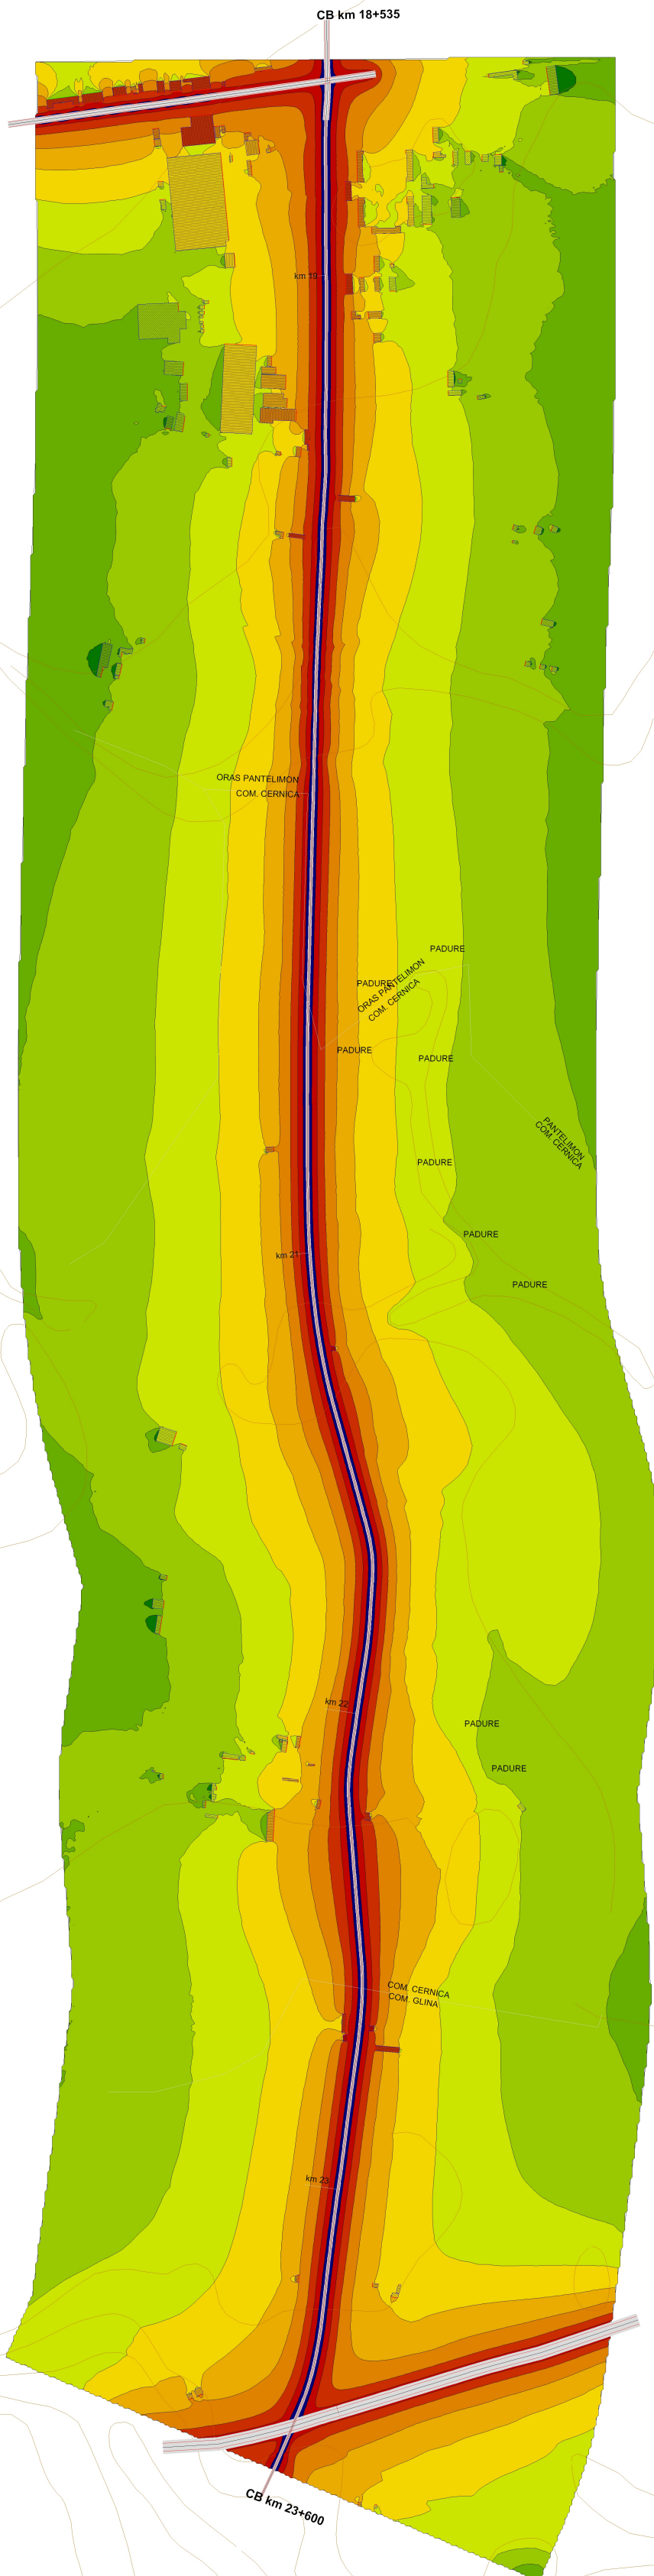 CB km 18+535
km 19
ORAS PANTELIMON
COM. CERNICA
PADURE
PADURE
ORAS PANTELIMON
COM. CERNICA
PADURE
PADURE
PANTELIMON
COM. CERNICA
PADURE
PADURE
km 21
PADURE
km 22
PADURE
PADURE
COM. CERNICA
COM. GLINA
km 23
CB km 23+600